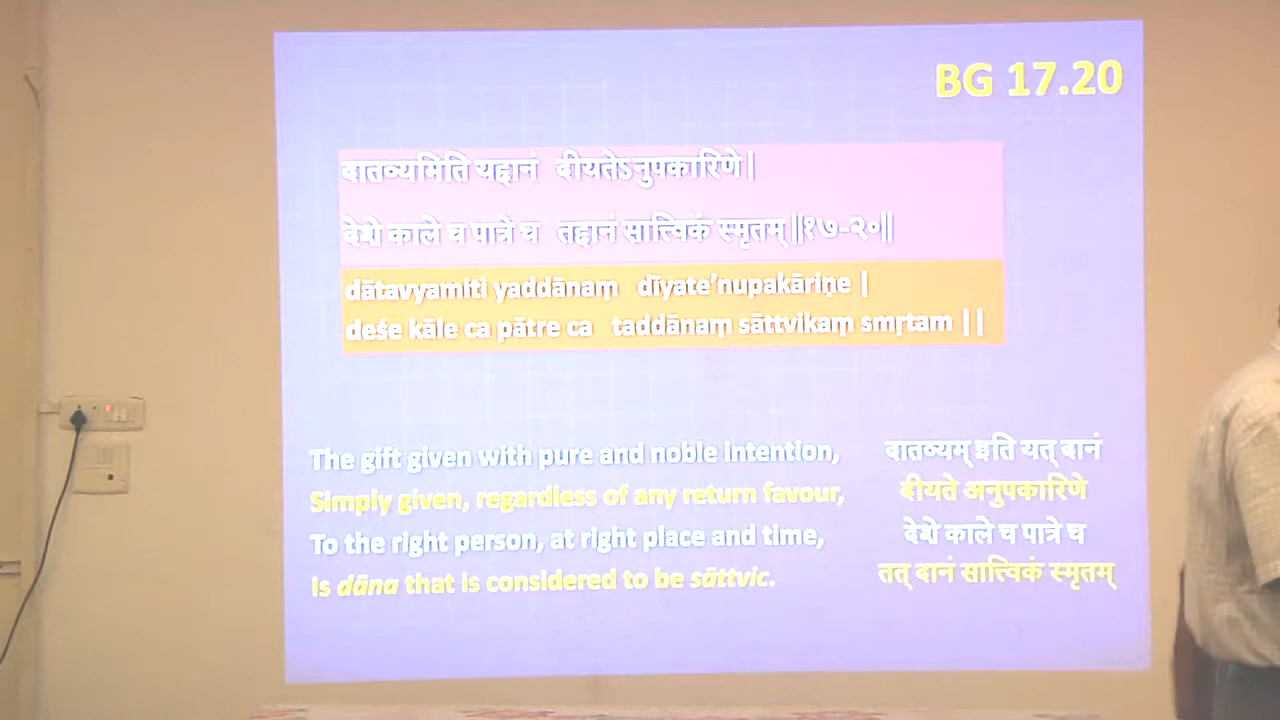 BG 17.20
दातव्यमिति यद्दानं दीयतेऽनुपकारिणे|
देशे काले च पात्रे च तद्दानं सात्त्विकं स्मृतम्||१७-२०||
dātavyamiti yaddānaṃ dīyate’nupakāriṇe |
deśe kāle ca pātre ca taddānaṃ sāttvikaṃ smṛtam ||
The gift given with pure and noble intention, दातव्यम् इति यत् दानं
Simply given, regardless of any return favour, दीयते अनुपकारिणे
To the right person, at right place and time, देशे काले च पात्रे च
Is dāna that is considered to be sāttvic. तत् दानं सात्त्विकं स्मृतम्